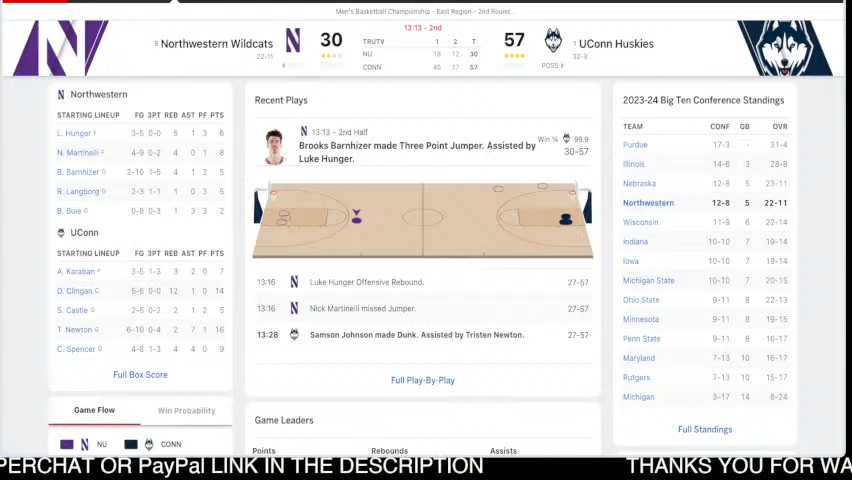 Men's Basketball Championship - East Region - 2nd Round
9 Northwestern Wildcats
22-11
30
13:13 - 2nd
TRUTV 1 2 T
NU 18 12 30
CONN 40 17 57
57
POSS.
1 UConn Huskies
32-3
Northwestern
STARTING LINEUP FG 3PT REB AST PF PTS
L. Hunger F 3-5 0-0 5 1 3 6
N. Martinelli F 4-9 0-2 4 0 1 8
B. Barnhizer G 2-10 1-5 4 1 2 5
R. Langborg G 2-3 1-1 1 0 3 5
B. Buie G 0-8 0-3 1 3 3 2
UConn
STARTING LINEUP FG 3PT REB AST PF PTS
A. Karaban F 3-5 1-3 3 2 0 7
D. Clingan C 5-6 0-0 12 1 0 14
S. Castle G 2-5 0-2 2 1 2 5
T. Newton G 6-10 0-4 2 7 1 16
C. Spencer G 4-8 1-3 4 4 0 9
Full Box Score
Game Flow Win Probability
NU CONN
Recent Plays
13:13 - 2nd Half
Brooks Barnhizer made Three Point Jumper. Assisted by
Luke Hunger.
Win % 99.9
30-57
13:16 Luke Hunger Offensive Rebound. 27-57
13:16 Nick Martinelli missed Jumper. 27-57
13:28 Samson Johnson made Dunk. Assisted by Tristen Newton. 27-57
Full Play-By-Play
Game Leaders
Points Rebounds Assists
2023-24 Big Ten Conference Standings
TEAM CONF GB OVR
Purdue 17-3 - 31-4
Illinois 14-6 3 28-8
Nebraska 12-8 5 23-11
Northwestern 12-8 5 22-11
Wisconsin 11-9 6 22-14
Indiana 10-10 7 19-14
Iowa 10-10 7 19-14
Michigan State 10-10 7 20-15
Ohio State 9-11 8 22-13
Minnesota 9-11 8 19-15
Penn State 9-11 8 16-17
Maryland 7-13 10 16-17
Rutgers 7-13 10 15-17
Michigan 3-17 14 8-24
Full Standings
PERCHAT OR PayPal LINK IN THE DESCRIPTION THANKS YOU FOR WA